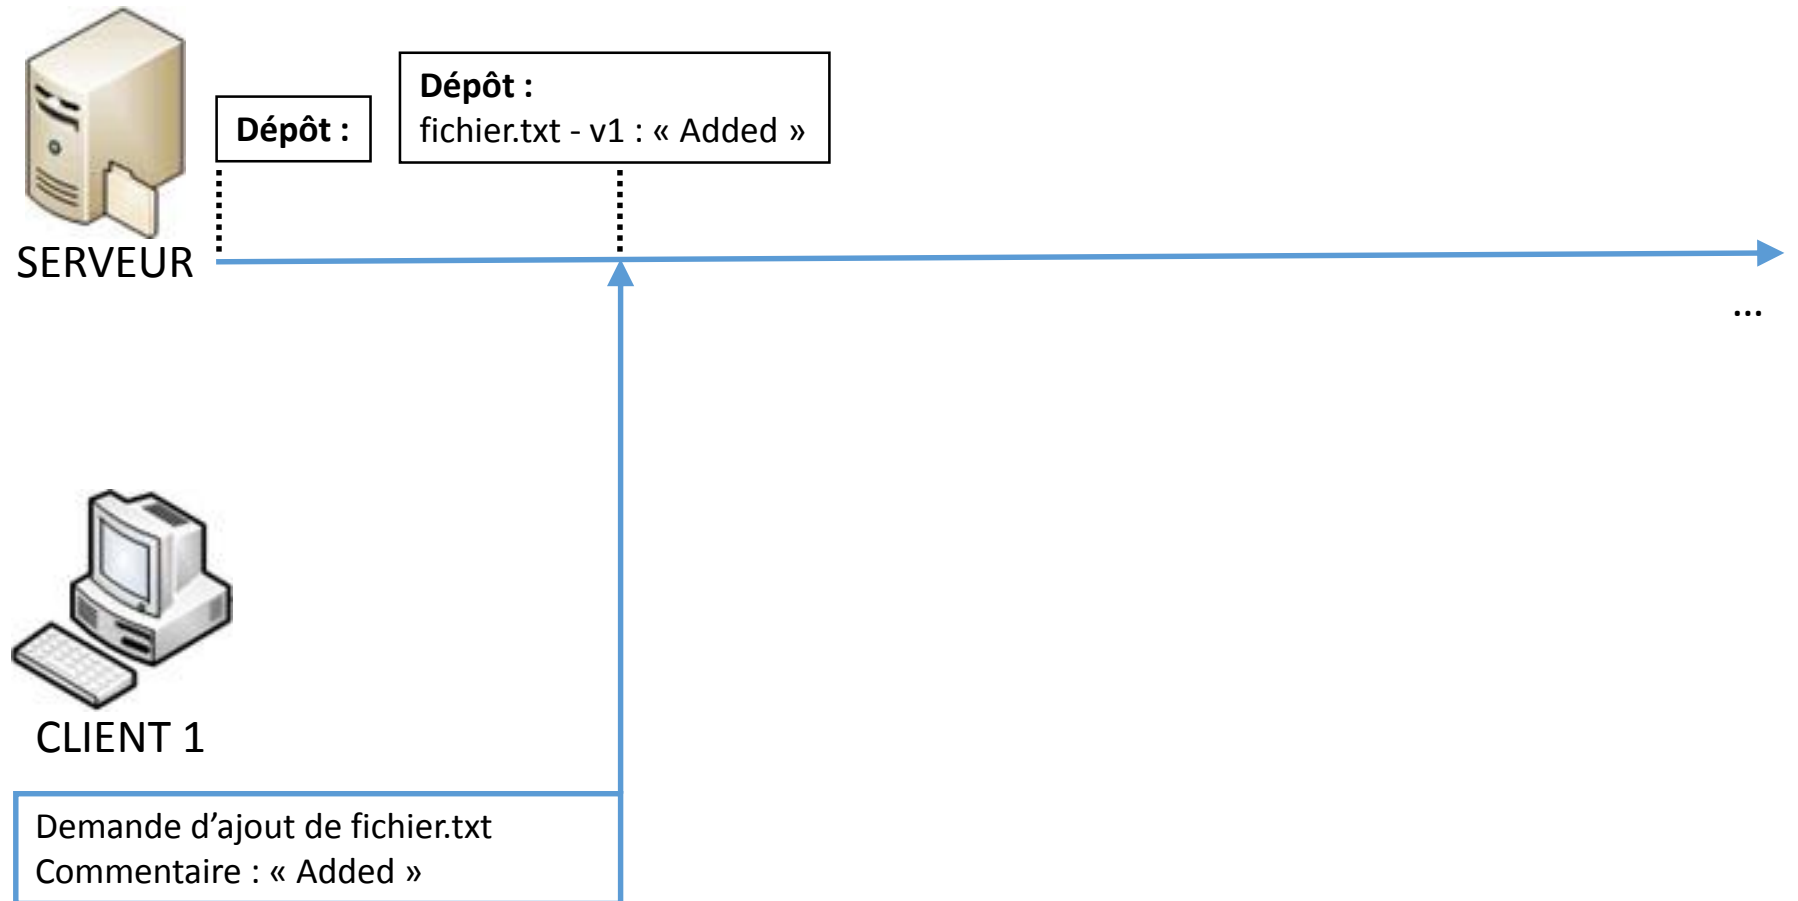 Dépôt :
Dépôt :
fichier.txt - v1 : « Added »
SERVEUR
...
CLIENT 1
Demande d’ajout de fichier.txt
Commentaire : « Added »